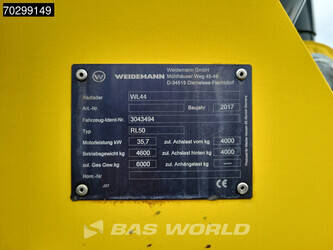 70299149
WEIDEMANN
Weidemann GmbH
Mühlhäuser Weg 45-49
D-34519 Diemelsee-Flechtdorf
Radlader WL44
Art.-Nr. Baujahr 2017
Fahrzeug-Ident-Nr. 3043494
Typ RL50
Motorleistung kW 35,7 zul. Achslast vorn kg 4000
Betriebsgewicht kg 4600 zul. Achslast hinten kg 4000
zul. Ges Gew. kg 6000 zul. Anhängelast kg —
Hom.-Nr.
CE
BAS WORLD